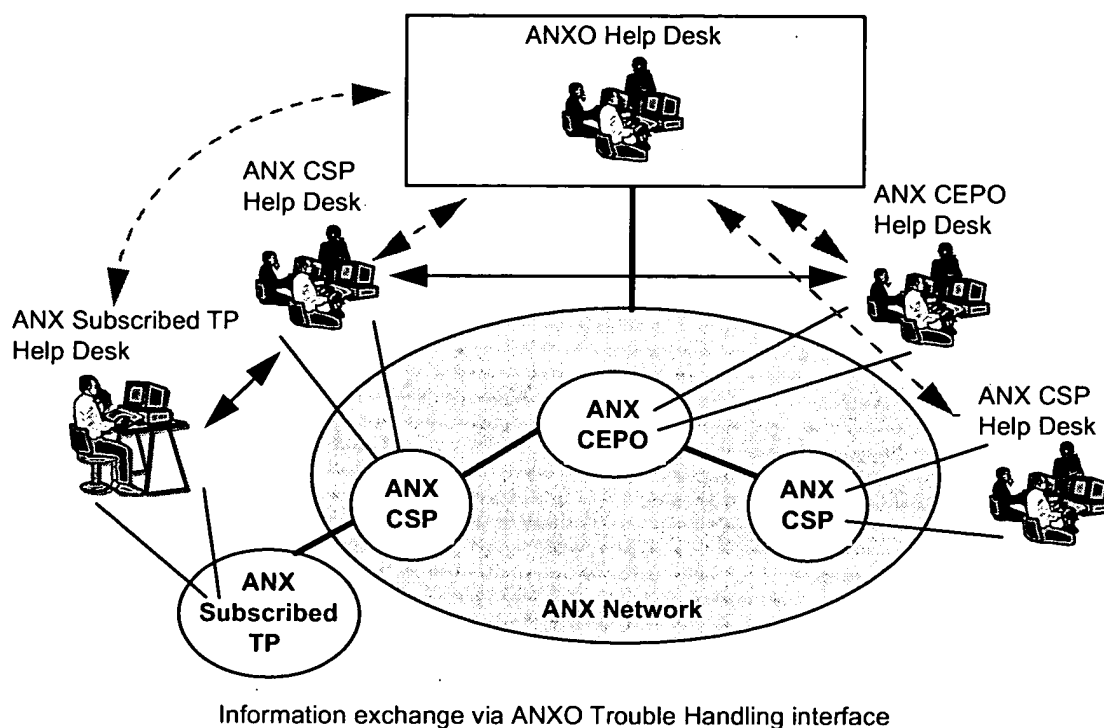 ANXO Help Desk
ANX CSP
Help Desk
ANX CEPO
Help Desk
ANX Subscribed TP
Help Desk
ANX
CEPO
ANX CSP
Help Desk
ANX
CSP
ANX
CSP
ANX
Subscribed
TP
ANX Network
Information exchange via ANXO Trouble Handling interface